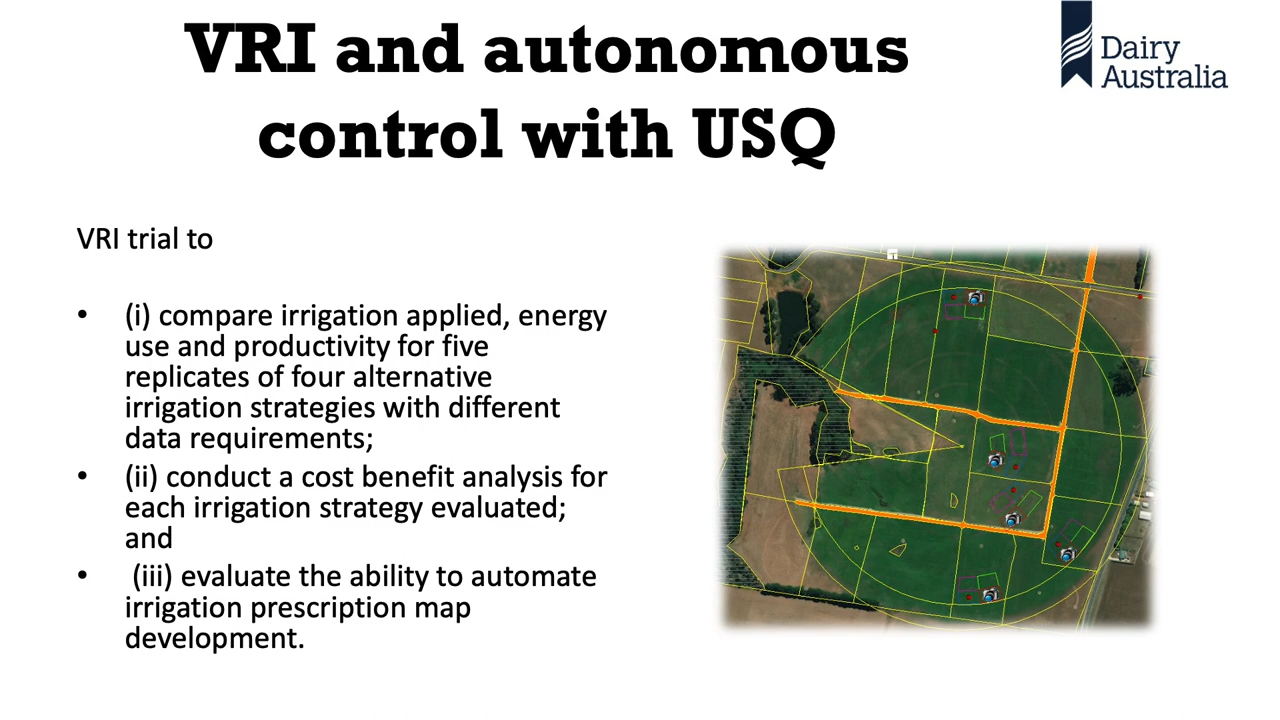 VRI and autonomous
control with USQ
Dairy
Australia
VRI trial to
• (i) compare irrigation applied, energy
use and productivity for five
replicates of four alternative
irrigation strategies with different
data requirements;
• (ii) conduct a cost benefit analysis for
each irrigation strategy evaluated;
and
• (iii) evaluate the ability to automate
irrigation prescription map
development.